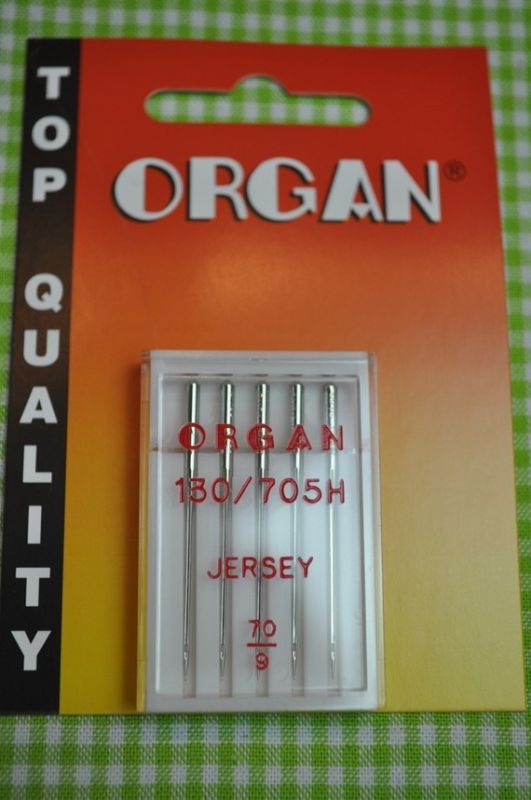 TOP QUALITY
ORGAN®
ORGAN
130/705H
JERSEY
70
9